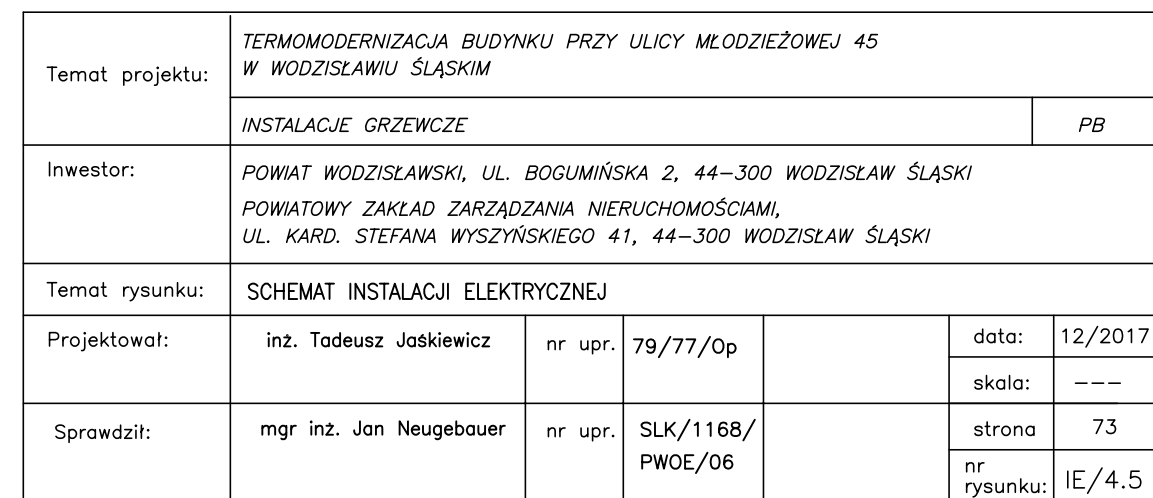 Temat projektu:
TERMOMODERNIZACJA BUDYNKU PRZY ULICY MŁODZIEŻOWEJ 45
W WODZISŁAWIU ŚLĄSKIM
INSTALACJE GRZEWCZE PB
Inwestor:
POWIAT WODZISŁAWSKI, UL. BOGUMIŃSKA 2, 44-300 WODZISŁAW ŚLĄSKI
POWIATOWY ZAKŁAD ZARZĄDZANIA NIERUCHOMOŚCIAMI,
UL. KARD. STEFANA WYSZYŃSKIEGO 41, 44-300 WODZISŁAW ŚLĄSKI
Temat rysunku: SCHEMAT INSTALACJI ELEKTRYCZNEJ
Projektował: inż. Tadeusz Jaśkiewicz nr upr. 79/77/Op data: 12/2017
skala: ---
Sprawdził: mgr inż. Jan Neugebauer nr upr. SLK/1168/
PWOE/06
strona 73
nr
rysunku: IE/4.5